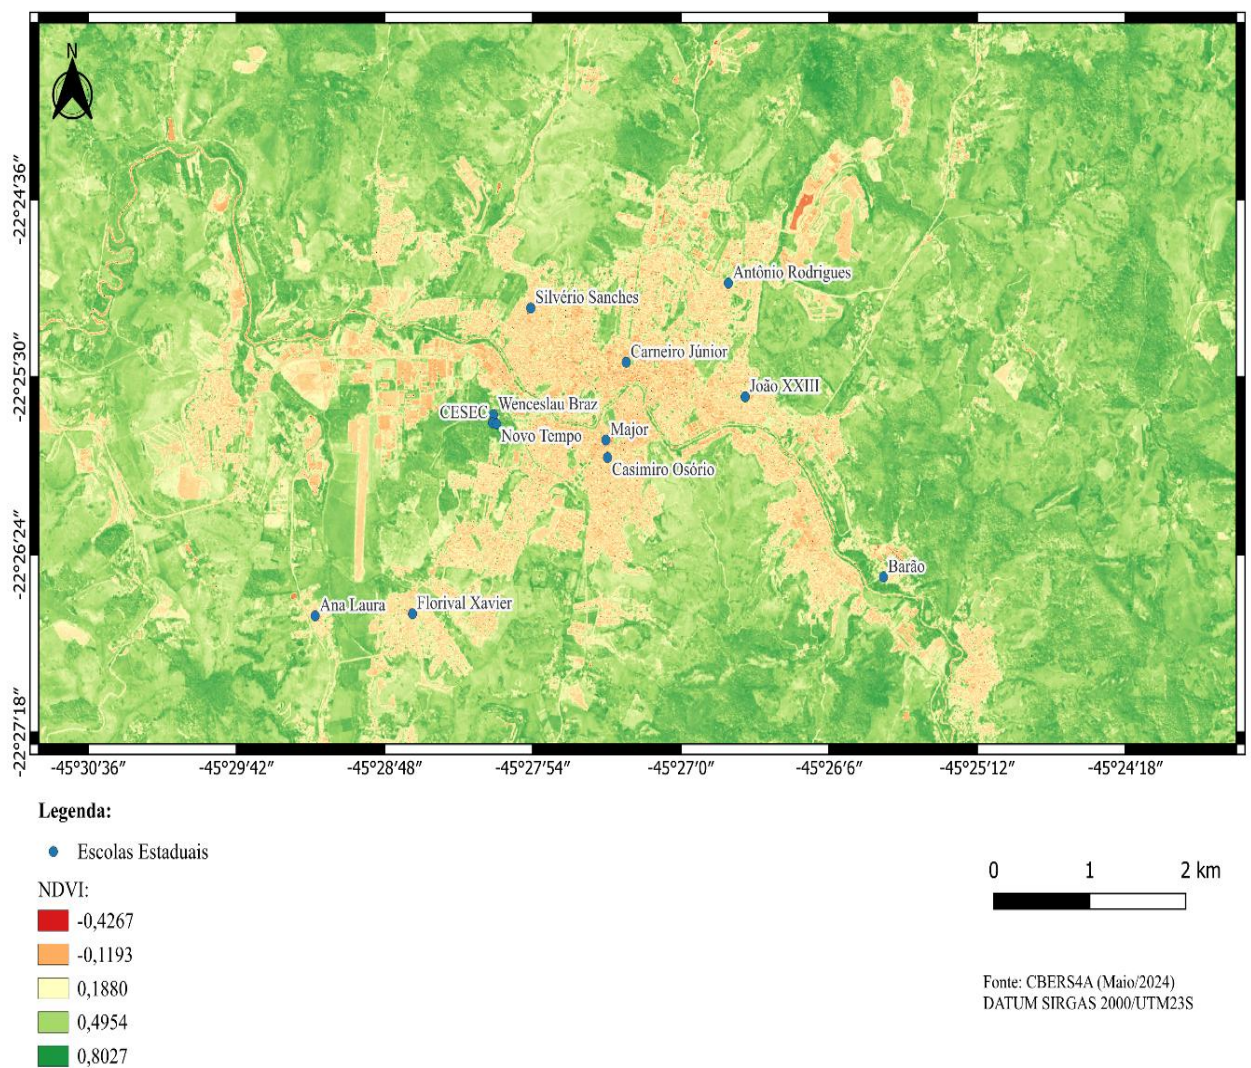 N
Antônio Rodrigues
Silvério Sanches
Carneiro Júnior
João XXIII
Wenceslau Braz
CESEC
Novo Tempo
Major
Casimiro Osório
Barão
Ana Laura
Florival Xavier
-22°24′36″
-22°25′30″
-22°26′24″
-22°27′18″
-45°30′36″
-45°29′42″
-45°28′48″
-45°27′54″
-45°27′0″
-45°26′6″
-45°25′12″
-45°24′18″
Legenda:
Escolas Estaduais
NDVI:
-0,4267
-0,1193
0,1880
0,4954
0,8027
0 1 2 km
Fonte: CBERS4A (Maio/2024)
DATUM SIRGAS 2000/UTM23S